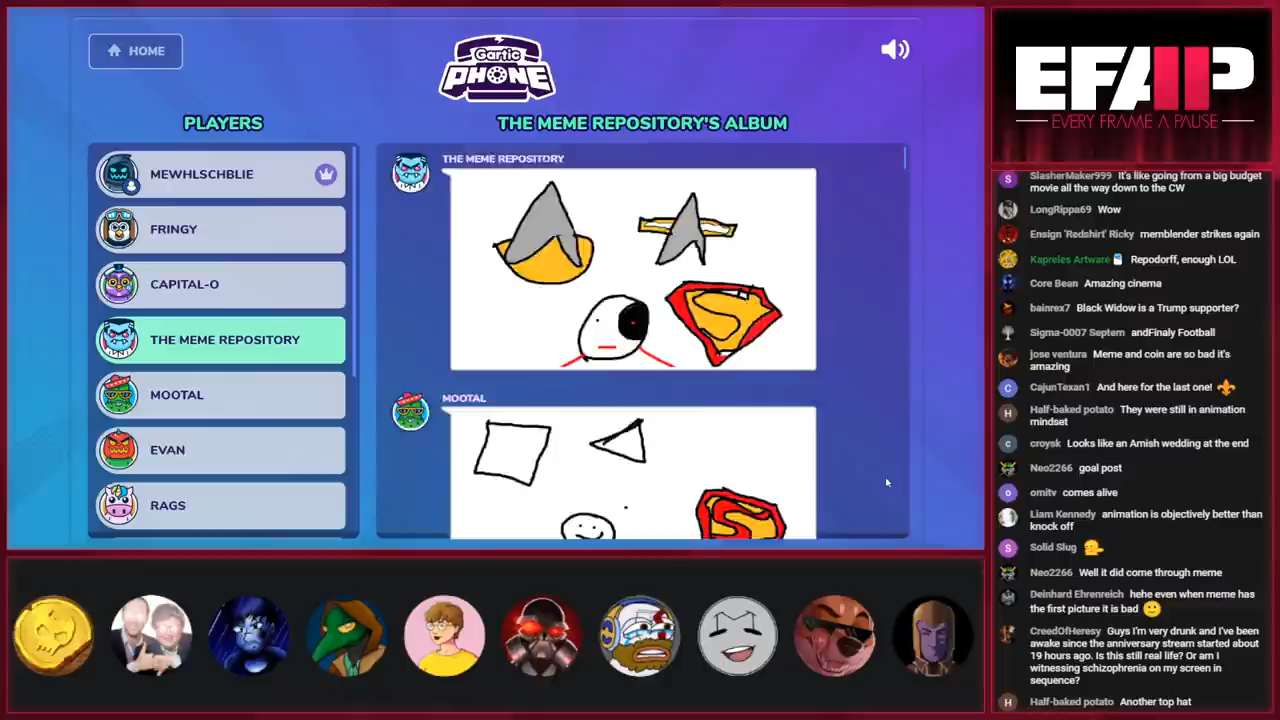 HOME
Gartic
PHONE
PLAYERS
THE MEME REPOSITORY'S ALBUM
MEWHLSCHBLIE
FRINGY
CAPITAL-O
THE MEME REPOSITORY
MOOTAL
EVAN
RAGS
THE MEME REPOSITORY
S
MOOTAL
S
EFAP
EVERY FRAME A PAUSE
SlasherMaker999 It's like going from a big budget
movie all the way down to the CW
LongRippa69 Wow
Ensign 'Redshirt' Ricky memblender strikes again
Kapreles Artware Repodorff, enough LOL
Core Bean Amazing cinema
bainrex7 Black Widow is a Trump supporter?
Sigma-0007 Septem andFinaly Football
jose ventura Meme and coin are so bad it's
amazing
CajunTexan1 And here for the last one!
Half-baked potato They were still in animation
mindset
croysk Looks like an Amish wedding at the end
Neo2266 goal post
omitv comes alive
Liam Kennedy animation is objectively better than
knock off
Solid Slug
Neo2266 Well it did come through meme
Deinhard Ehrenreich hehe even when meme has
the first picture it is bad
CreedOfHeresy Guys I'm very drunk and I've been
awake since the anniversary stream started about
19 hours ago. Is this still real life? Or am I
witnessing schizophrenia on my screen in
sequence?
Half-baked potato Another top hat